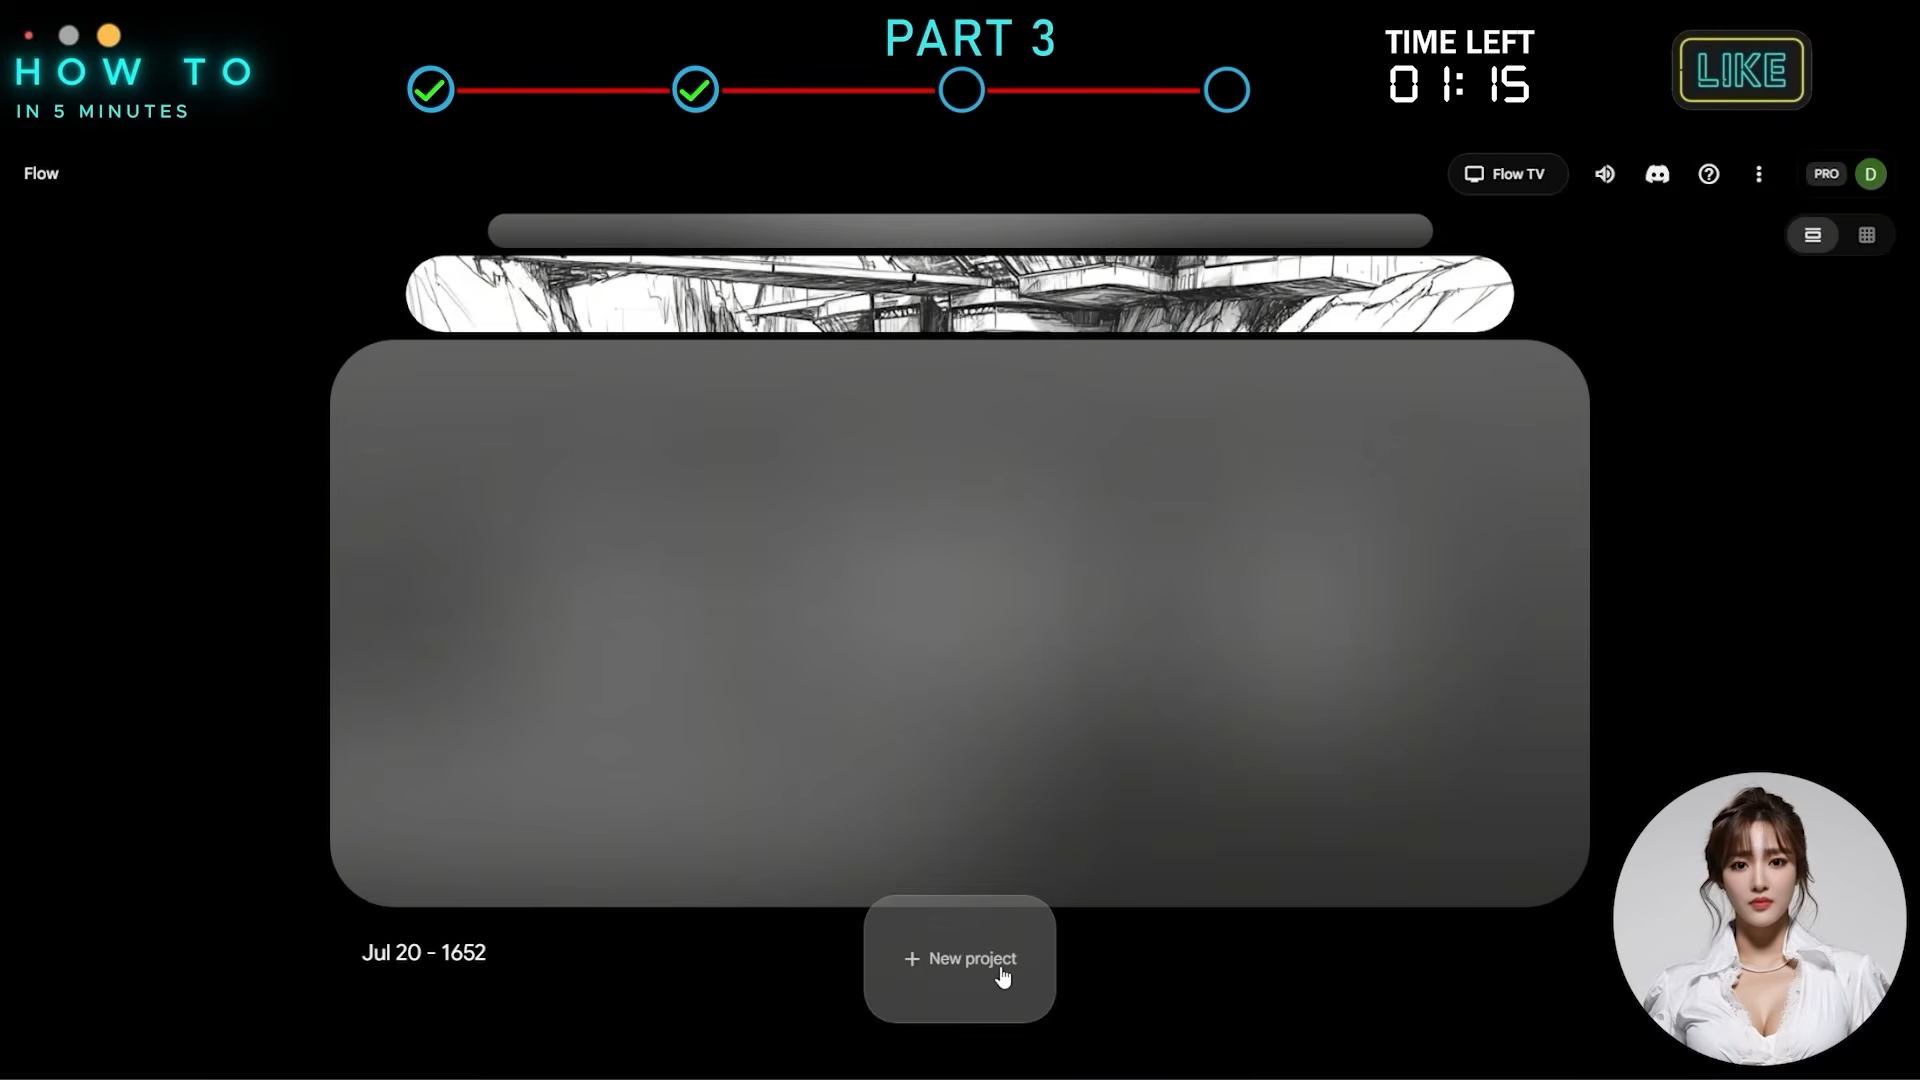 HOW TO
IN 5 MINUTES
PART 3
TIME LEFT
01:15
LIKE
Flow
Flow TV
PRO
D
Jul 20 - 1652
+ New project